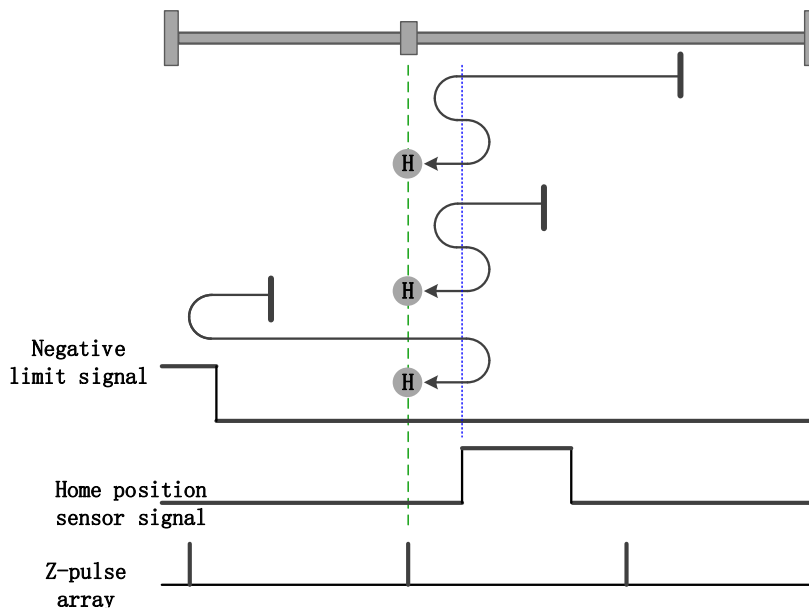 H
H
H
Negative
limit signal
Home position
sensor signal
Z-pulse
array